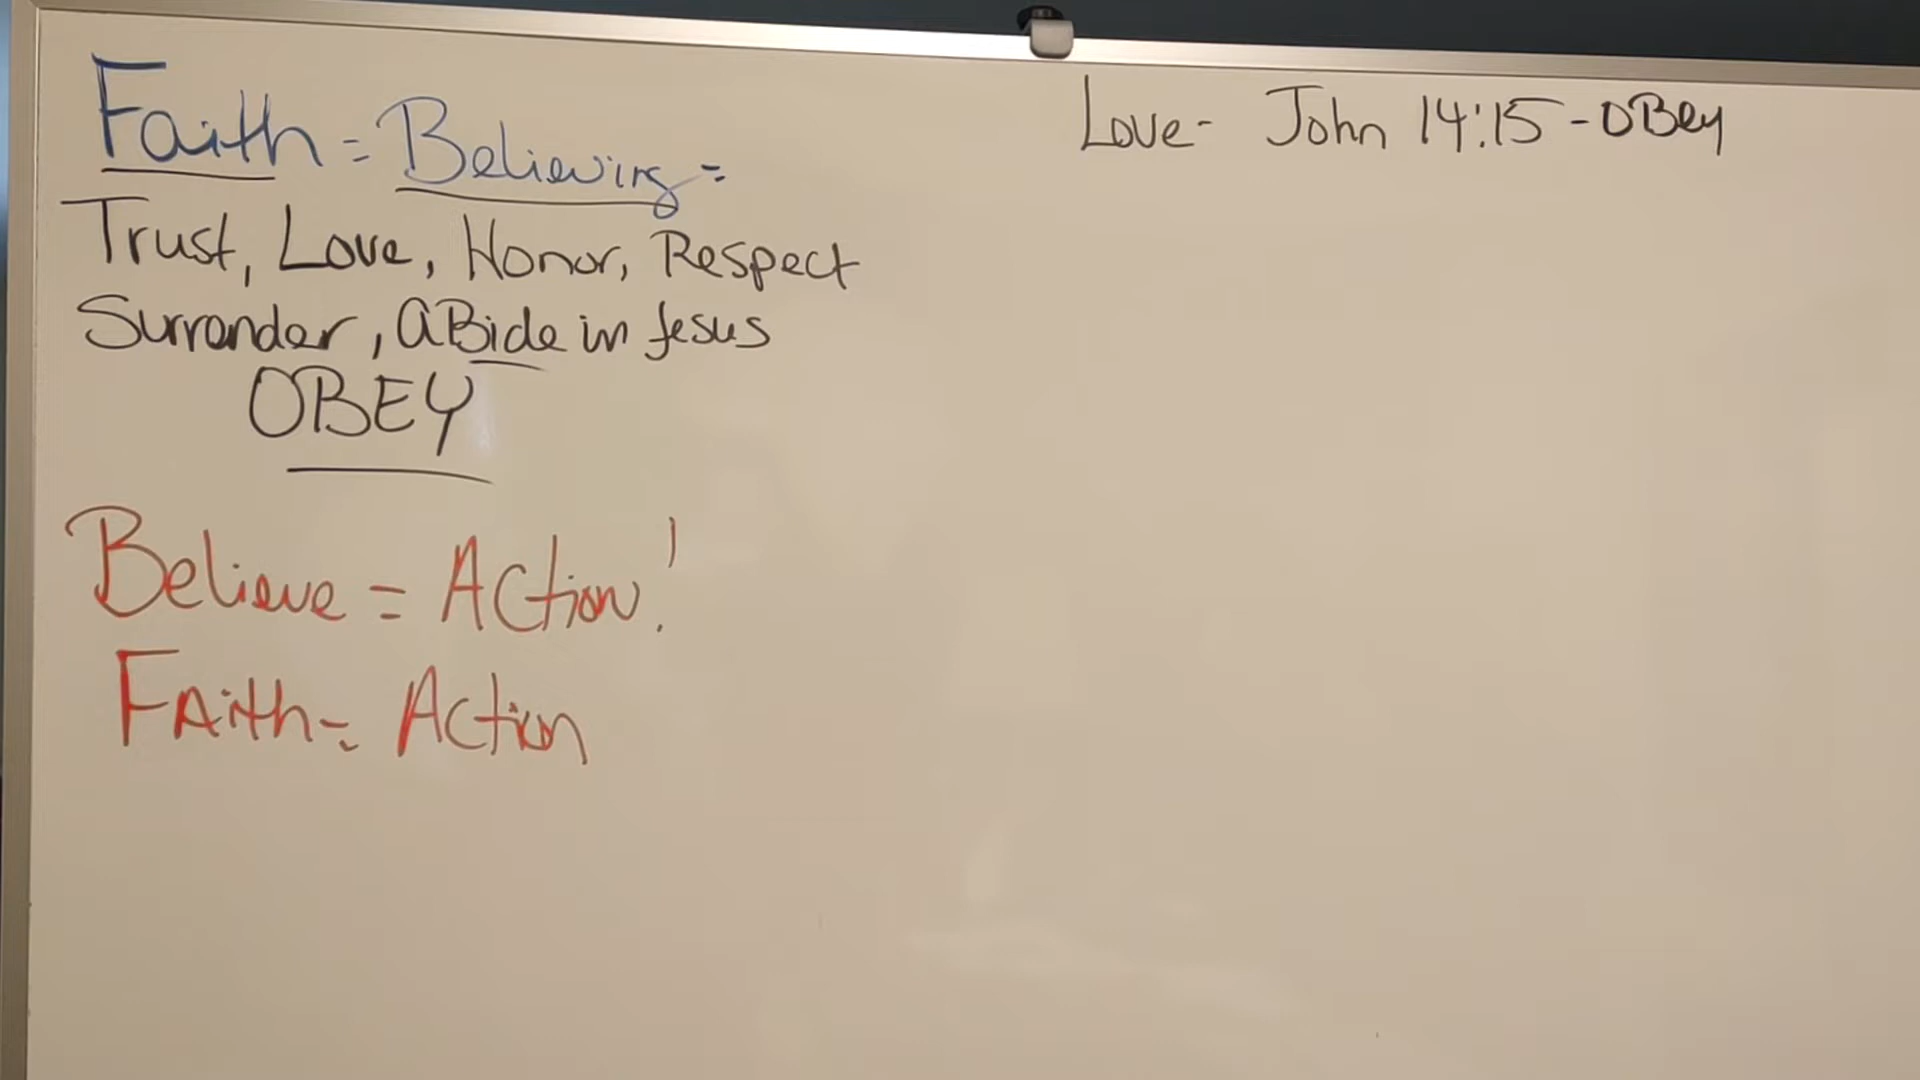 Faith = Believing =
Trust, Love, Honor, Respect
Surrender, aBide in Jesus
OBEY
Believe = Action!
FAith = Action
Love - John 14:15 - OBey